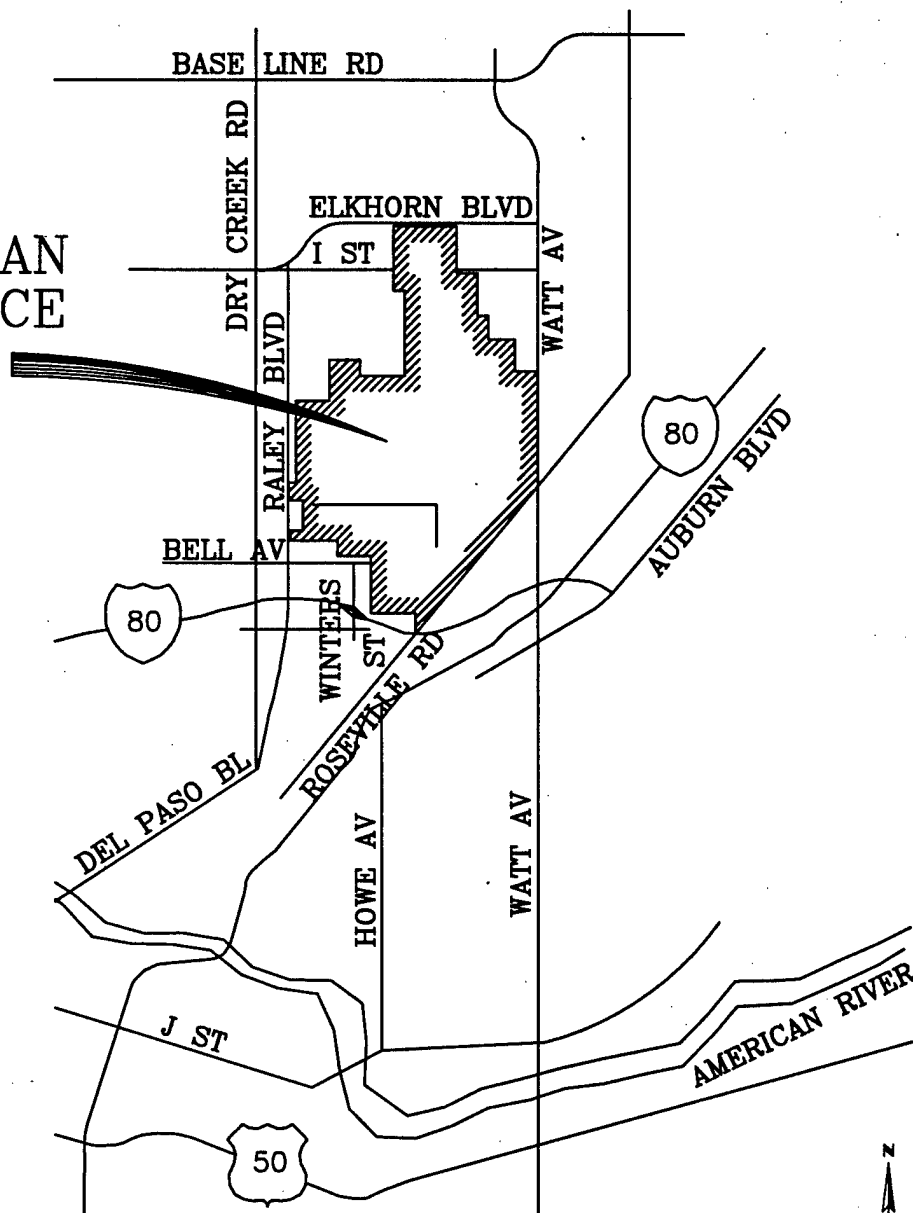 BASE LINE RD
DRY CREEK RD
ELKHORN BLVD
AN
CE
I ST
WATT AV
RALEY BLVD
80
AUBURN BLVD
BELL AV
80
WINTERS
ST
ROSEVILLE RD
DEL PASO BL
HOWE AV
WATT AV
J ST
AMERICAN RIVER
50
N